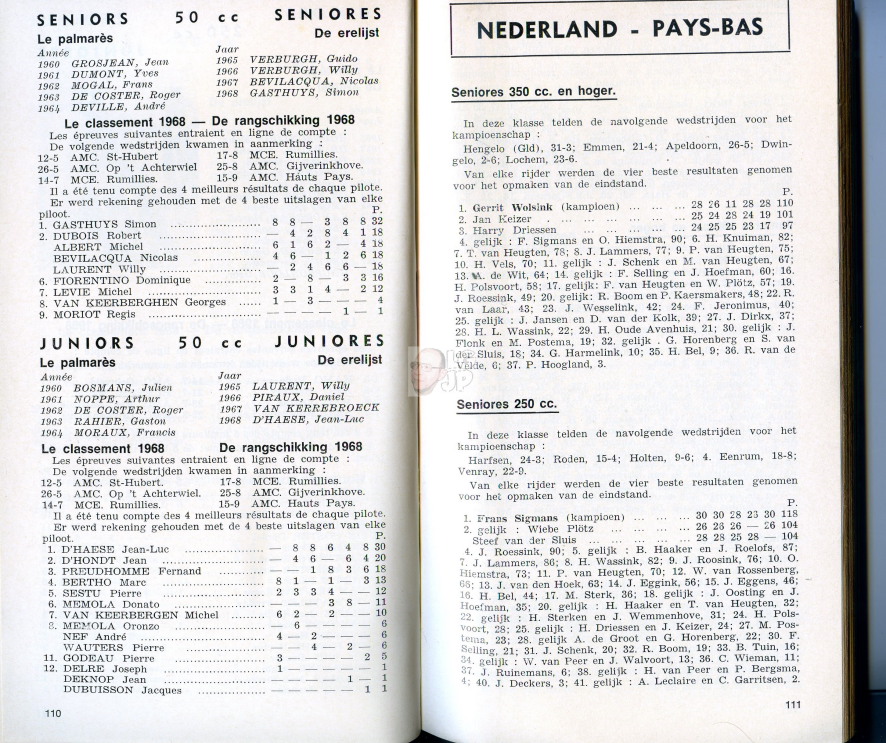 SENIORS 50 cc SENIORES
Le palmarès De erelijst
Année Jaar
1960 GROSJEAN, Jean 1965 VERBURGH, Guido
1961 DUMONT, Yves 1966 VERBURGH, Willy
1962 MOGAL, Frans 1967 BEVILACQUA, Nicolas
1963 DE COSTER, Roger 1968 GASTHUYS, Simon
1964 DEVILLE, André
Le classement 1968 — De rangschikking 1968
Les épreuves suivantes entraient en ligne de compte :
De volgende wedstrijden kwamen in aanmerking :
12-5 AMC. St-Hubert 17-8 MCE. Rumillies.
26-5 AMC. Op 't Achterwiel 25-8 AMC. Gijverinkhove.
14-7 MCE. Rumillies. 15-9 AMC. Hauts Pays.
Il a été tenu compte des 4 meilleurs résultats de chaque pilote.
Er werd rekening gehouden met de 4 beste uitslagen van elke
piloot. P.
1. GASTHUYS Simon ........................ 8 8 — 3 8 8 32
2. DUBOIS Robert ........................ — 4 2 8 4 1 18
ALBERT Michel ........................ 6 1 6 2 — 4 18
BEVILACQUA Nicolas ........................ 4 6 — 1 2 6 18
LAURENT Willy ........................ — 2 4 6 6 — 18
6. FIORENTINO Dominique ................ 2 — 8 — 3 3 16
7. LEVIE Michel ........................ 3 3 1 4 — 2 12
8. VAN KEERBERGHEN Georges ...... 1 — 3 — — — 4
9. MORIOT Regis ........................ — — — — 1 — 1
JUNIORS 50 cc JUNIORES
Le palmarès De erelijst
Année Jaar
1960 BOSMANS, Julien 1965 LAURENT, Willy
1961 NOPPE, Arthur 1966 PIRAUX, Daniel
1962 DE COSTER, Roger 1967 VAN KERREBROECK
1963 RAHIER, Gaston 1968 D'HAESE, Jean-Luc
1964 MORAUX, Francis
Le classement 1968 De rangschikking 1968
Les épreuves suivantes entraient en ligne de compte :
De volgende wedstrijden kwamen in aanmerking :
12-5 AMC. St-Hubert. 17-8 MCE. Rumillies.
26-5 AMC. Op 't Achterwiel. 25-8 AMC. Gijverinkhove.
14-7 MCE. Rumillies. 15-9 AMC. Hauts Pays.
Il a été tenu compte des 4 meilleurs résultats de chaque pilote.
Er werd rekening gehouden met de 4 beste uitslagen van elke
piloot. P.
1. D'HAESE Jean-Luc ........................ — 8 8 6 4 8 30
2. D'HONDT Jean ........................ — 4 6 — 6 4 20
3. PREUDHOMME Fernand ................ — — 1 8 3 6 18
4. BERTHO Marc ........................ 8 1 — 1 — 3 13
5. SESTU Pierre ........................ 2 3 3 4 — — 12
6. MEMOLA Donato ........................ — — — 3 8 — 11
7. VAN KEERBERGEN Michel ............ 6 2 — — 2 — 10
8. MEMOLA Oronzo ........................ — 6 — — — — 6
NEF André ........................ 4 — 2 — — — 6
WAUTERS Pierre ........................ — — 4 — 2 — 6
11. GODEAU Pierre ........................ 3 — — — — 2 5
12. DELRE Joseph ........................ 1 — — — — — 1
DEKNOP Jean ........................ — — — — 1 — 1
DUBUISSON Jacques ................ — — — — — 1 1
110
NEDERLAND - PAYS-BAS
Seniores 350 cc. en hoger.
In deze klasse telden de navolgende wedstrijden voor het
kampioenschap :
Hengelo (Gld), 31-3; Emmen, 21-4; Apeldoorn, 26-5; Dwin-
gelo, 2-6; Lochem, 23-6.
Van elke rijder werden de vier beste resultaten genomen
voor het opmaken van de eindstand.
P.
1. Gerrit Wolsink (kampioen) ... ... ... 28 26 11 28 28 110
2. Jan Keizer . ... ... ... ... ... ... 25 24 28 24 19 101
3. Harry Driessen ... ... ... ... ... 24 25 25 23 17 97
4. gelijk : F. Sigmans en O. Hiemstra, 90; 6. H. Knuiman, 82;
7. T. van Heugten, 78; 8. J. Lammers, 77; 9. P. van Heugten, 75;
10. H. Vels, 70; 11. gelijk : J. Schenk en M. van Heugten, 67;
13. A. de Wit, 64; 14. gelijk : F. Selling en J. Hoefman, 60; 16.
H. Polsvoort, 58; 17. gelijk: F. van Heugten en W. Plötz, 57; 19.
J. Roessink, 49; 20. gelijk: R. Boom en P. Kaersmakers, 48; 22. R.
van Laar, 43; 23. J. Wesselink, 42; 24. F. Jeronimus, 40;
25. gelijk : J. Jansen en D. van der Kolk, 39; 27. J. Dirkx, 37;
28. H. L. Wassink, 22; 29. H. Oude Avenhuis, 21; 30. gelijk : J.
Flonk en M. Postema, 19; 32. gelijk : G. Horenberg en S. van
der Sluis, 18; 34. G. Harmelink, 10; 35. H. Bel, 9; 36. R. van de
Velde, 6; 37. P. Hoogland, 3.
Seniores 250 cc.
In deze klasse telden de navolgende wedstrijden voor het
kampioenschap :
Harfsen, 24-3; Roden, 15-4; Holten, 9-6; 4. Eenrum, 18-8;
Venray, 22-9.
Van elke rijder werden de vier beste resultaten genomen
voor het opmaken van de eindstand.
P.
1. Frans Sigmans (kampioen) ... ... ... 30 30 28 23 30 118
2. gelijk : Wiebe Plötz ... ... ... ... 26 26 26 — 26 104
Steef van der Sluis ... ... ... ... 28 28 25 28 — 104
4. J. Roessink, 90; 5. gelijk : B. Haaker en J. Roelofs, 87;
7. J. Lammers, 86; 8. H. Wassink, 82; 9. J. Roosink, 76; 10. O.
Hiemstra, 73; 11. P. van Heugten, 70; 12. W. van Rossenberg,
65; 13. J. van den Hoek, 63; 14. J. Eggink, 56; 15. J. Eggens, 46;
16. H. Bel, 44; 17. M. Sterk, 36; 18. gelijk : J. Oosting en J.
Hoefman, 35; 20. gelijk : H. Haaker en T. van Heugten, 32;
22. gelijk : H. Sterken en J. Wemmenhove, 31; 24. H. Pols-
voort, 28; 25. gelijk : H. Driessen en J. Keizer, 24; 27. M. Pos-
tema, 23; 28. gelijk A. de Groot en G. Horenberg, 22; 30. F.
Selling, 21; 31. J. Schenk, 20; 32. R. Boom, 19; 33. B. Tuin, 16;
34. gelijk : W. van Peer en J. Walvoort, 13; 36. C. Wieman, 11;
37. J. Ruinemans, 6; 38. gelijk : H. van Peer en P. Bergsma,
4; 40. J. Deckers, 3; 41. gelijk : A. Leclaire en C. Garritsen, 2.
111